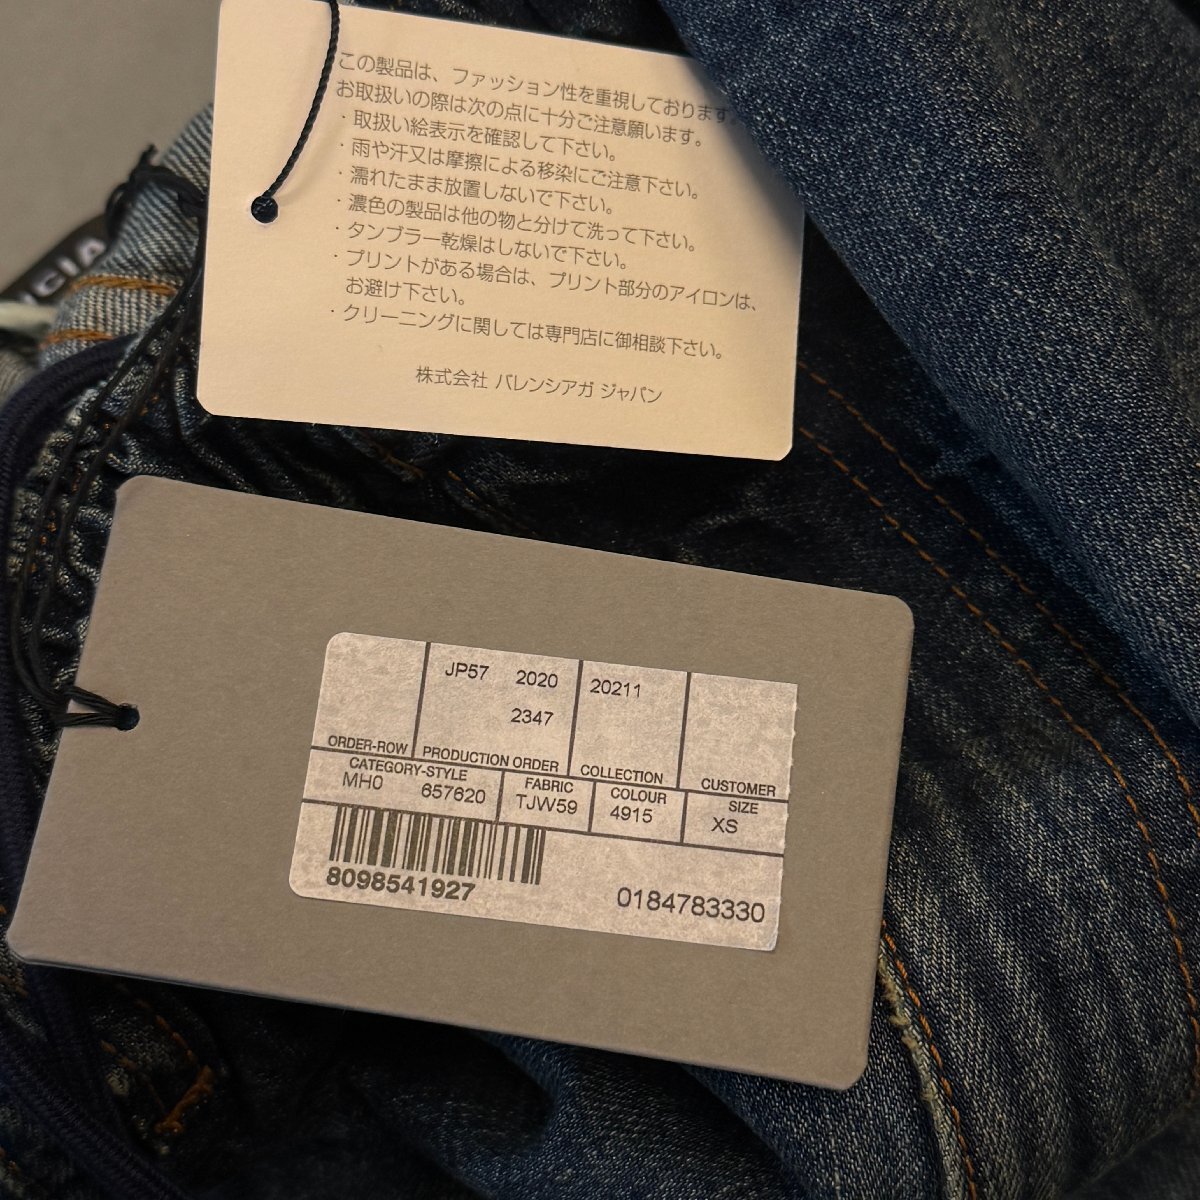 この製品は、ファッション性を重視しております。
お取扱いの際は次の点に十分ご注意願います。
・取扱い絵表示を確認して下さい。
・雨や汗又は摩擦による移染にご注意下さい。
・濡れたまま放置しないで下さい。
・濃色の製品は他の物と分けて洗って下さい。
・タンブラー乾燥はしないで下さい。
・プリントがある場合は、プリント部分のアイロンは、
お避け下さい。
・クリーニングに関しては専門店に御相談下さい。
株式会社 バレンシアガ ジャパン
JP57 2020 20211
2347
ORDER-ROW PRODUCTION ORDER COLLECTION CUSTOMER
CATEGORY-STYLE FABRIC COLOUR SIZE
MH0 657620 TJW59 4915 XS
8098541927 0184783330